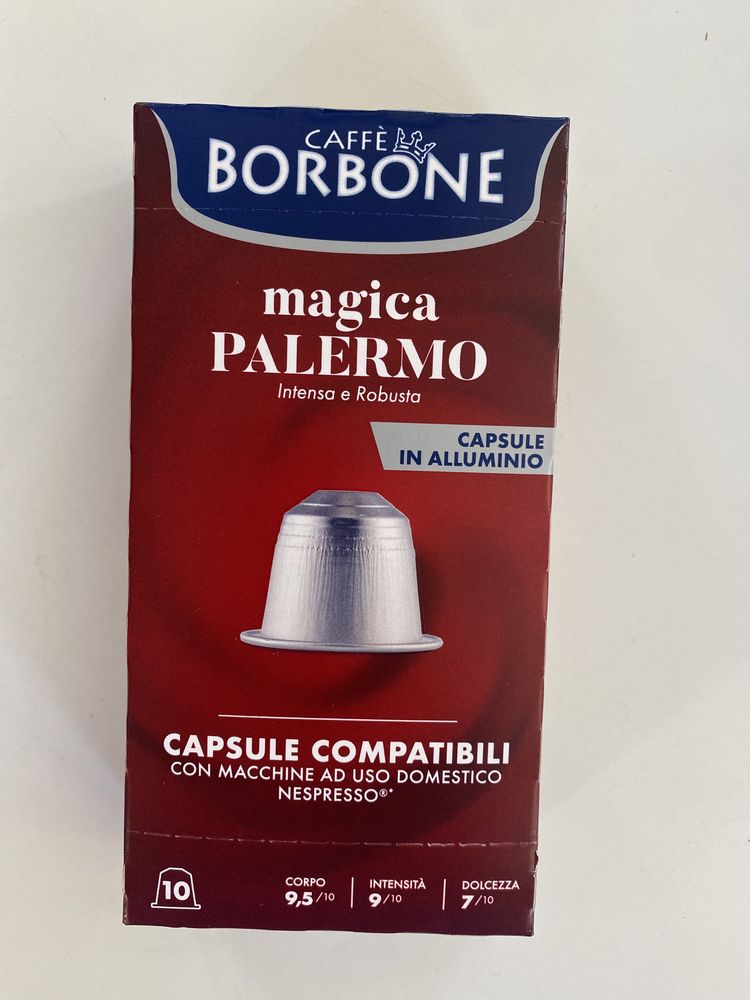 CAFFÈ
BORBONE
magica
PALERMO
Intensa e Robusta
CAPSULE
IN ALLUMINIO
CAPSULE COMPATIBILI
CON MACCHINE AD USO DOMESTICO
NESPRESSO®*
10
CORPO
9,5/10
INTENSITÀ
9/10
DOLCEZZA
7/10